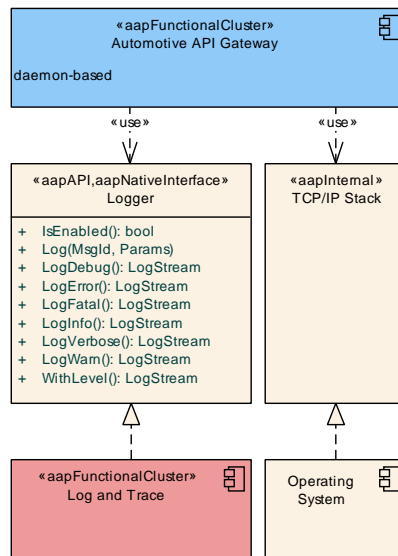 «aapFunctionalCluster»
Automotive API Gateway
daemon-based
«use»
«use»
«aapAPI,aapNativeInterface»
Logger
+ IsEnabled(): bool
+ Log(MsgId, Params)
+ LogDebug(): LogStream
+ LogError(): LogStream
+ LogFatal(): LogStream
+ LogInfo(): LogStream
+ LogVerbose(): LogStream
+ LogWarn(): LogStream
+ WithLevel(): LogStream
«aapInternal»
TCP/IP Stack
«aapFunctionalCluster»
Log and Trace
Operating
System